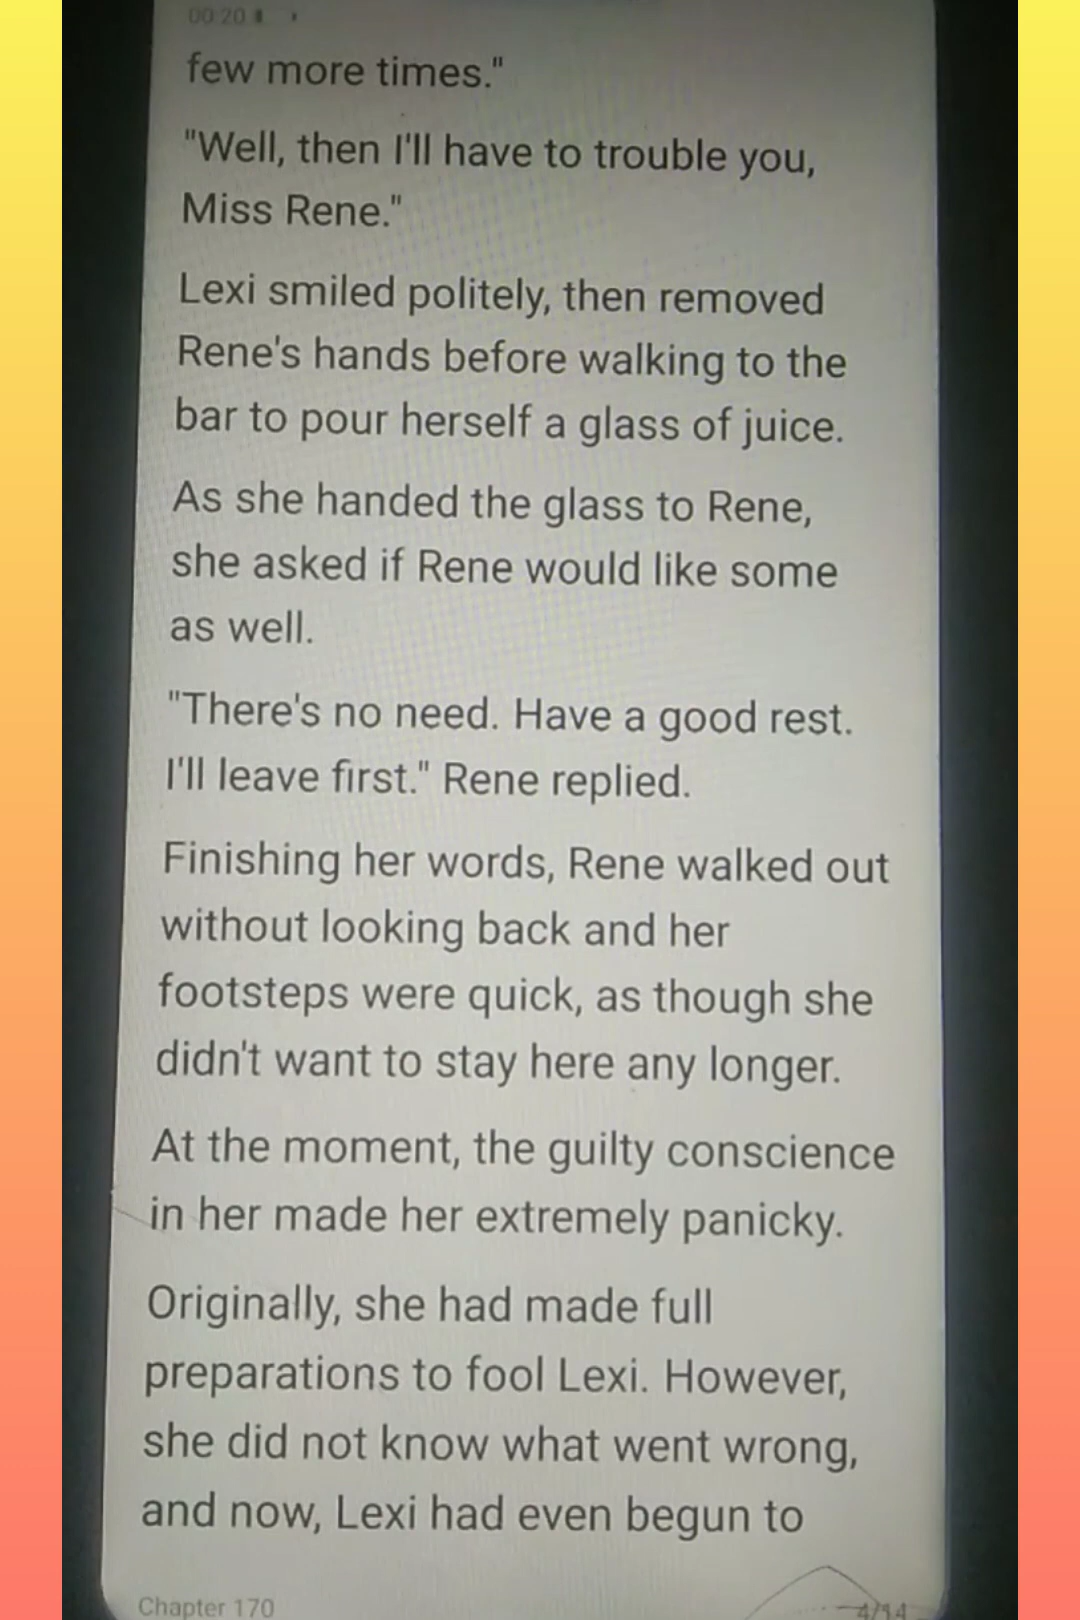 00:20
few more times."
"Well, then I'll have to trouble you,
Miss Rene."
Lexi smiled politely, then removed
Rene's hands before walking to the
bar to pour herself a glass of juice.
As she handed the glass to Rene,
she asked if Rene would like some
as well.
"There's no need. Have a good rest.
I'll leave first." Rene replied.
Finishing her words, Rene walked out
without looking back and her
footsteps were quick, as though she
didn't want to stay here any longer.
At the moment, the guilty conscience
in her made her extremely panicky.
Originally, she had made full
preparations to fool Lexi. However,
she did not know what went wrong,
and now, Lexi had even begun to
Chapter 170
4/14